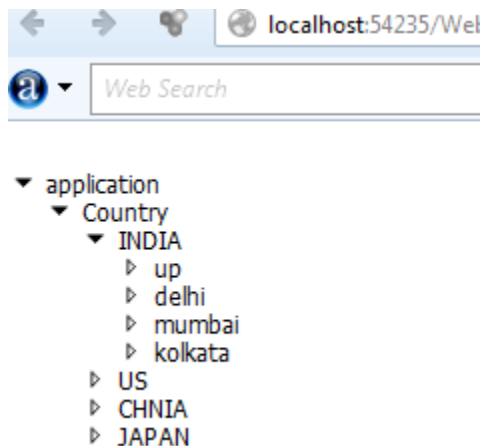 localhost:54235/Web
a Web Search
application
Country
INDIA
up
delhi
mumbai
kolkata
US
CHNIA
JAPAN